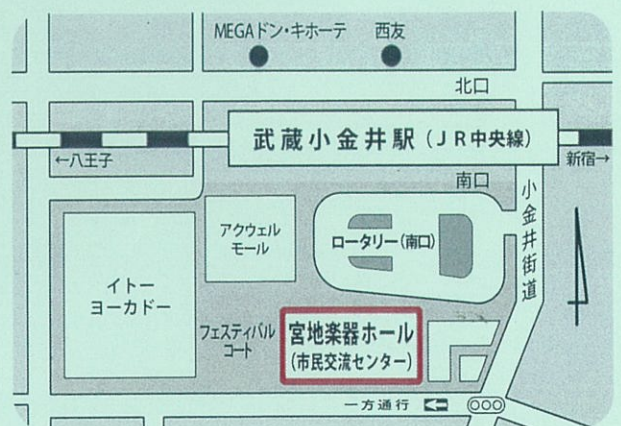 MEGAドン・キホーテ
西友
北口
武蔵小金井駅（JR中央線）
←八王子
新宿→
南口
小金井街道
アクウェル
モール
ロータリー（南口）
イトー
ヨーカドー
フェスティバル
コート
宮地楽器ホール
（市民交流センター）
一方通行